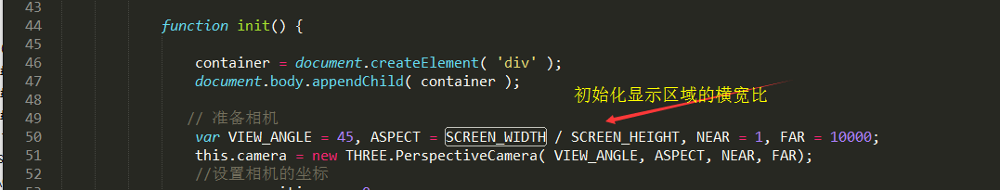 43
44 function init() {
45
46 container = document.createElement( 'div' );
47 document.body.appendChild( container );
48 初始化显示区域的横宽比
49 // 准备相机
50 var VIEW_ANGLE = 45, ASPECT = SCREEN_WIDTH / SCREEN_HEIGHT, NEAR = 1, FAR = 10000;
51 this.camera = new THREE.PerspectiveCamera( VIEW_ANGLE, ASPECT, NEAR, FAR);
52 //设置相机的坐标
53